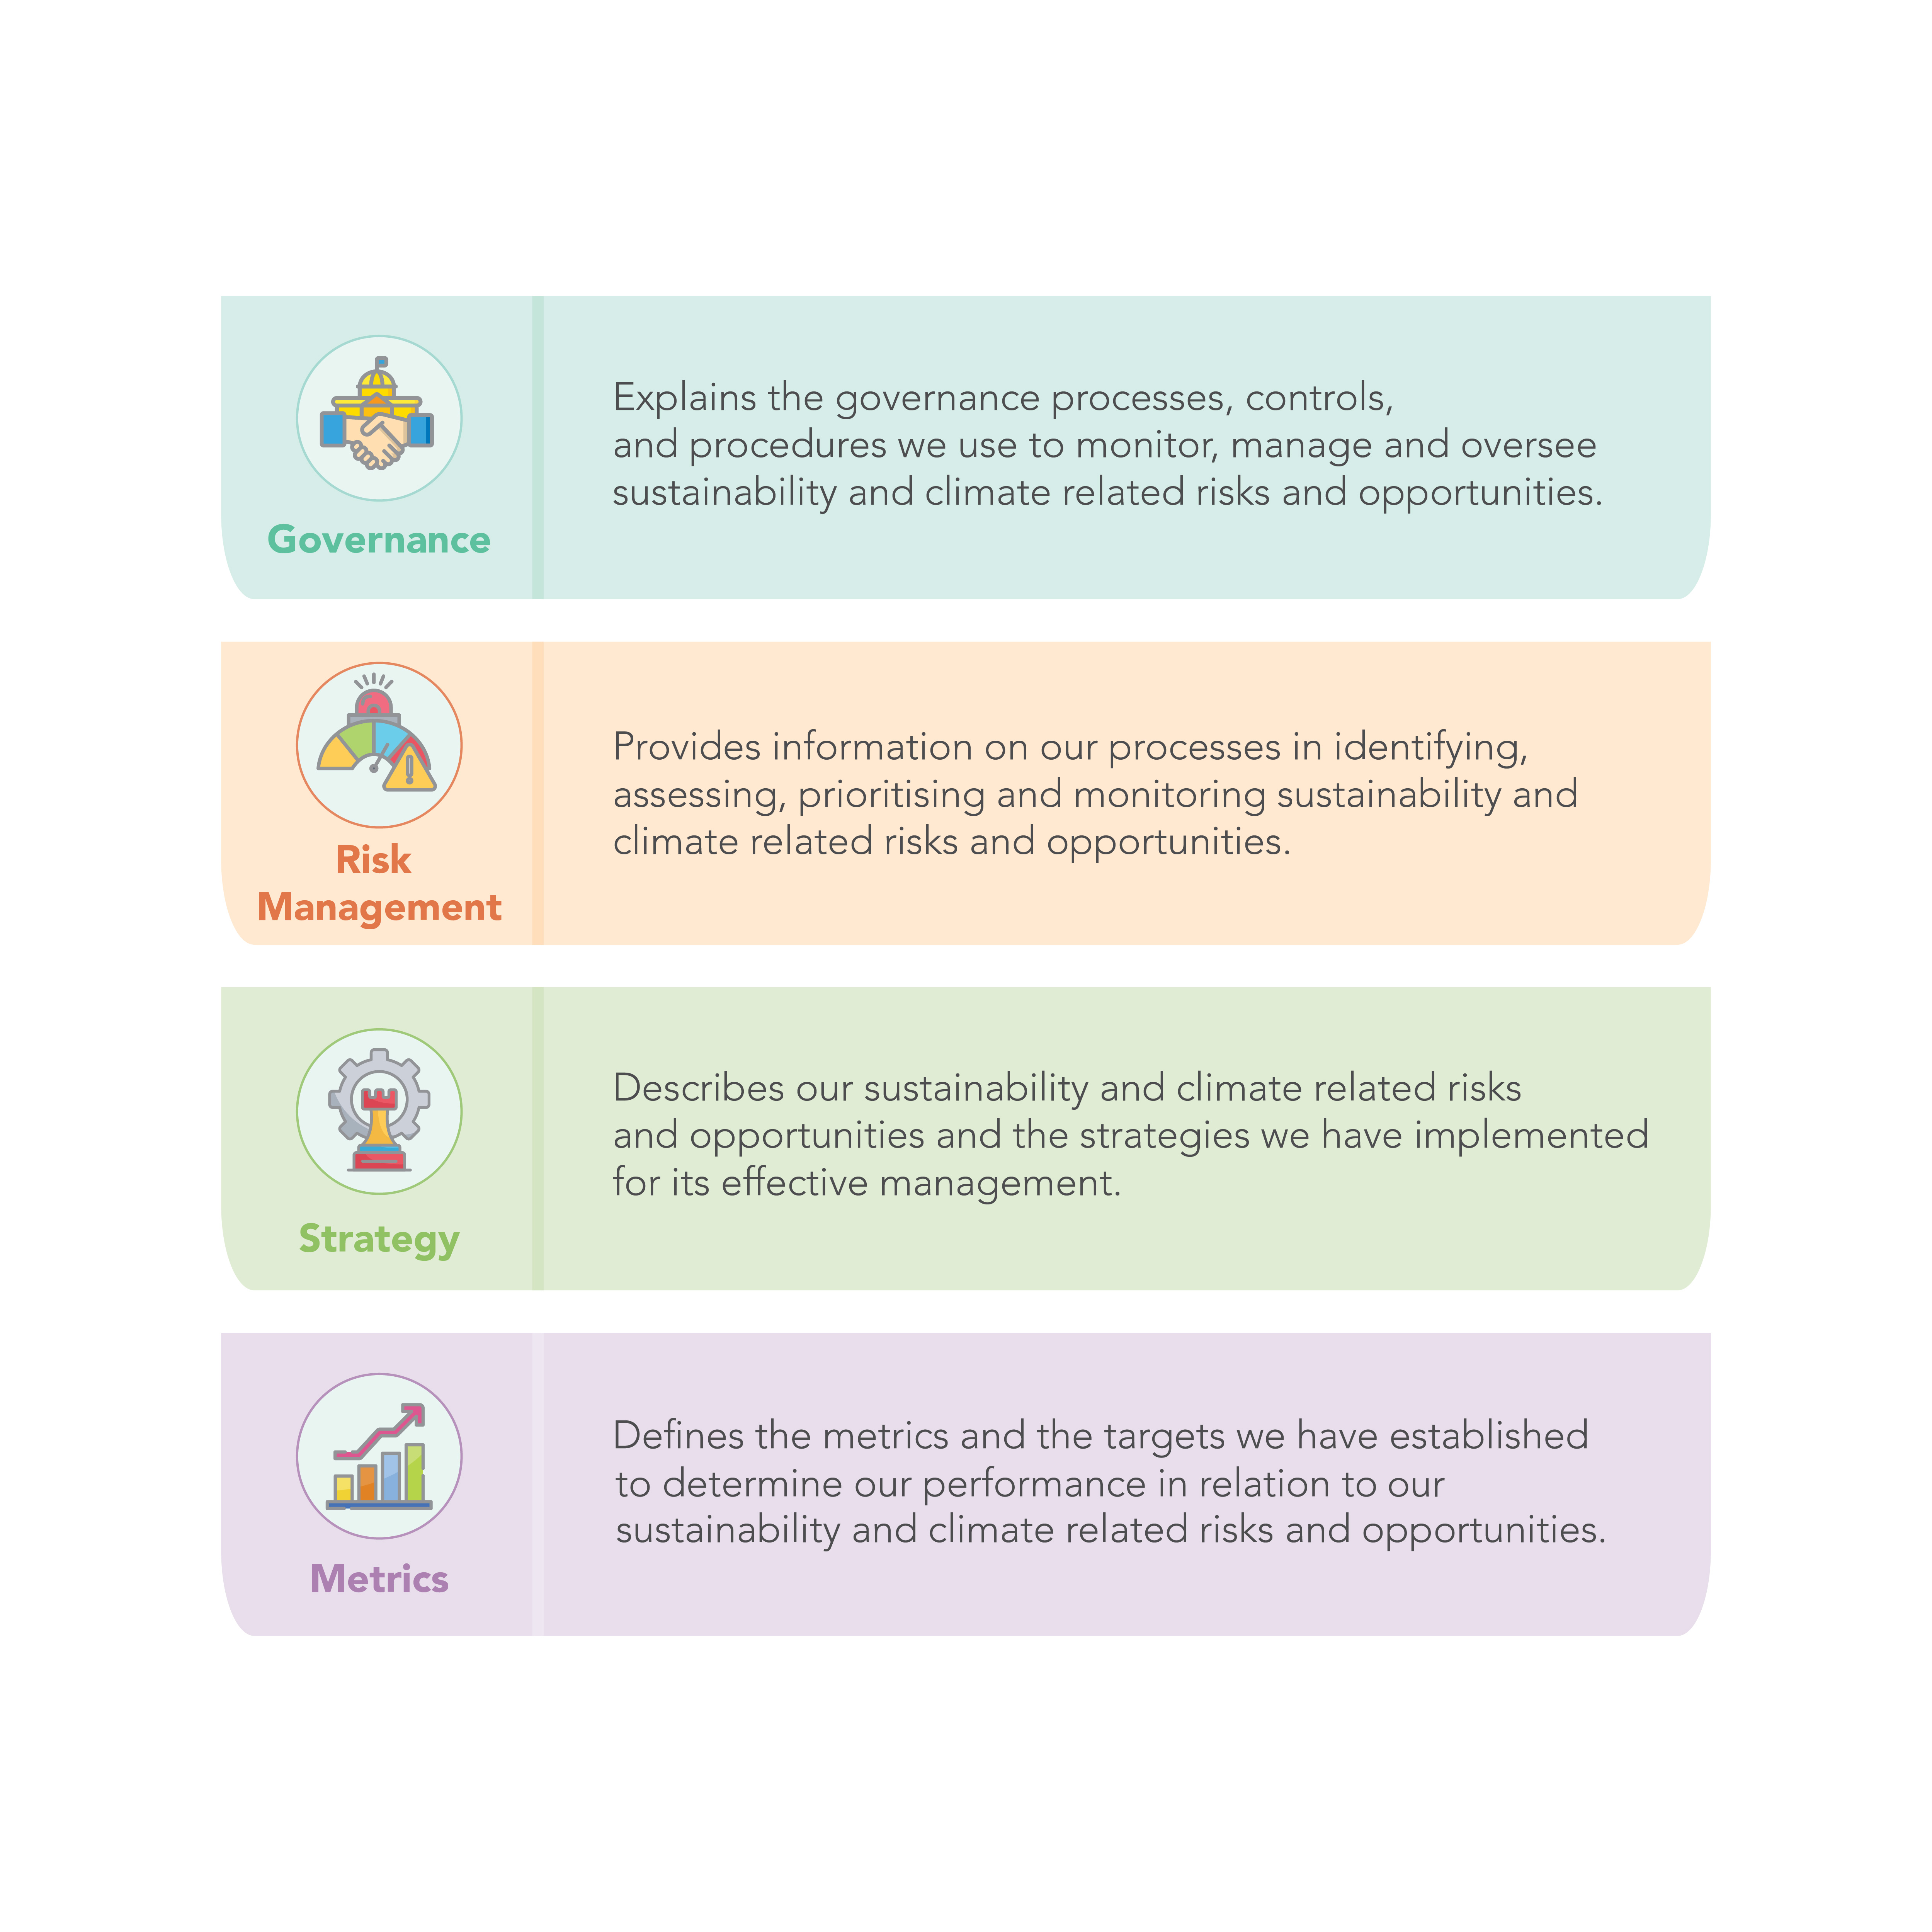 Governance
Explains the governance processes, controls,
and procedures we use to monitor, manage and oversee
sustainability and climate related risks and opportunities.
Risk
Management
Provides information on our processes in identifying,
assessing, prioritising and monitoring sustainability and
climate related risks and opportunities.
Strategy
Describes our sustainability and climate related risks
and opportunities and the strategies we have implemented
for its effective management.
Metrics
Defines the metrics and the targets we have established
to determine our performance in relation to our
sustainability and climate related risks and opportunities.